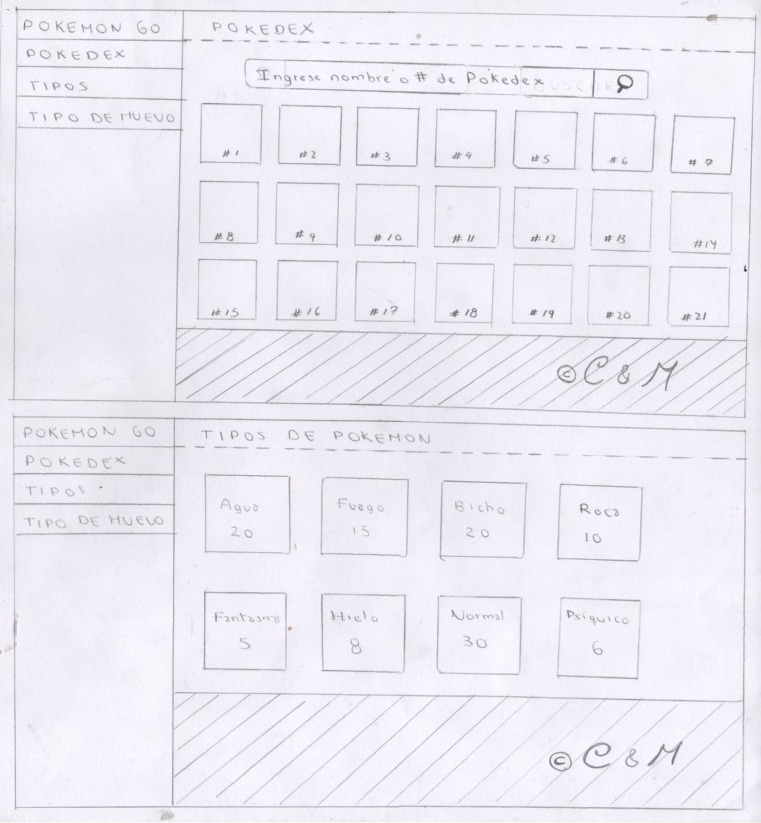 POKEMON GO
POKEDEX
TIPOS
TIPO DE HUEVO
POKEDEX
Ingrese nombre o # de Pokedex BUSCAR
#1 #2 #3 #4 #5 #6 #7
#8 #9 #10 #11 #12 #13 #14
#15 #16 #17 #18 #19 #20 #21
© C & M
POKEMON GO
POKEDEX
TIPOS
TIPO DE HUEVO
TIPOS DE POKEMON
Agua Fuego Bicho Roca
20 15 20 10
Fantasma Hielo Normal Psiquico
5 8 30 6
© C & M